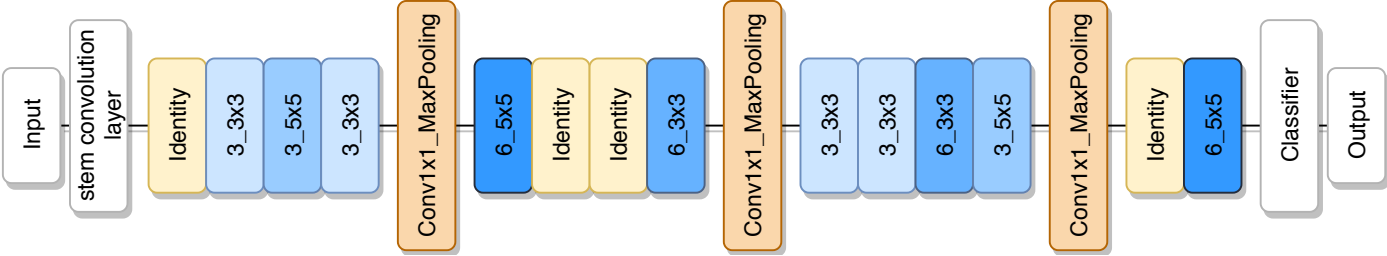 Input
stem convolution
layer
Identity
3_3x3
3_5x5
3_3x3
Conv1x1_MaxPooling
6_5x5
Identity
Identity
6_3x3
Conv1x1_MaxPooling
3_3x3
3_3x3
6_3x3
3_5x5
Conv1x1_MaxPooling
Identity
6_5x5
Classifier
Output